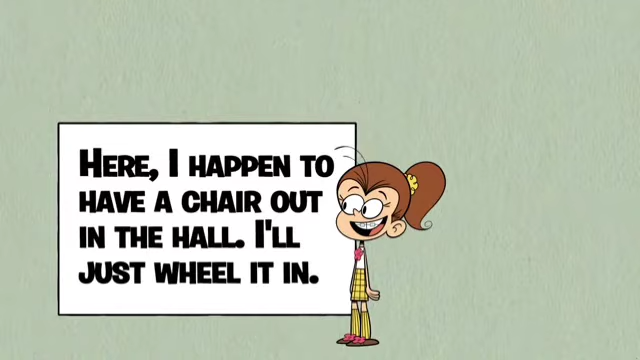 Here, I happen to
have a chair out
in the hall. I'll
just wheel it in.